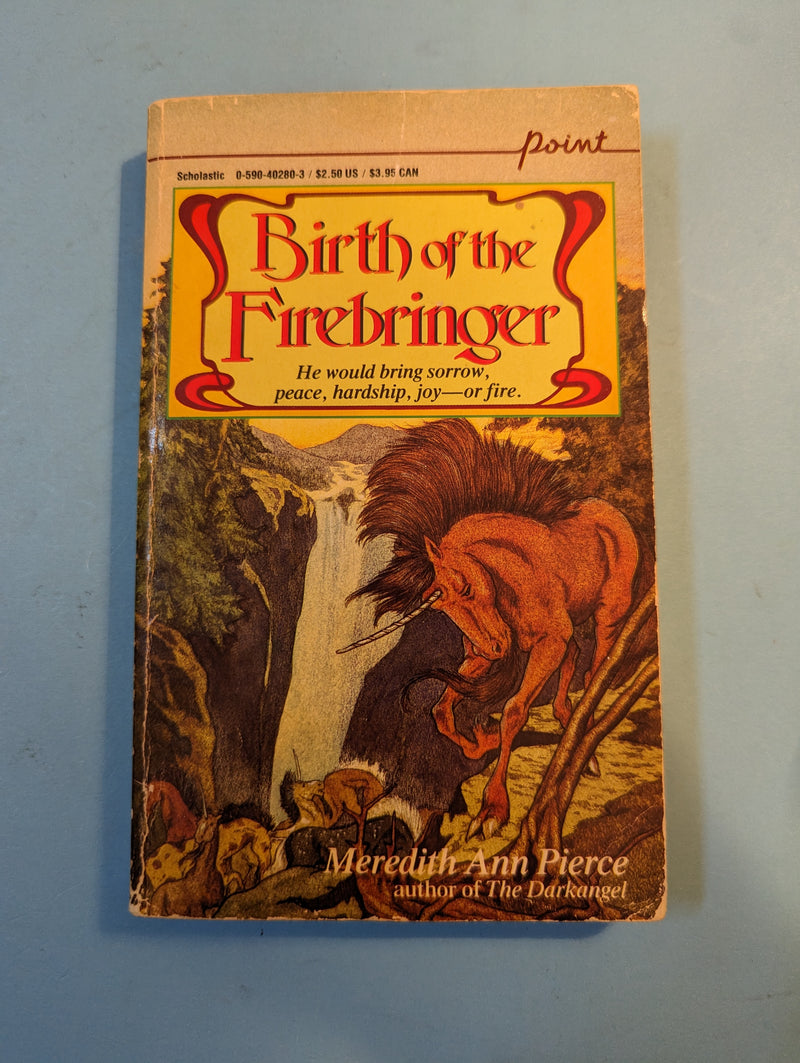 point
Scholastic 0-590-40280-3 / $2.50 US / $3.95 CAN
Birth of the
Firebringer
He would bring sorrow,
peace, hardship, joy—or fire.
Meredith Ann Pierce
author of The Darkangel